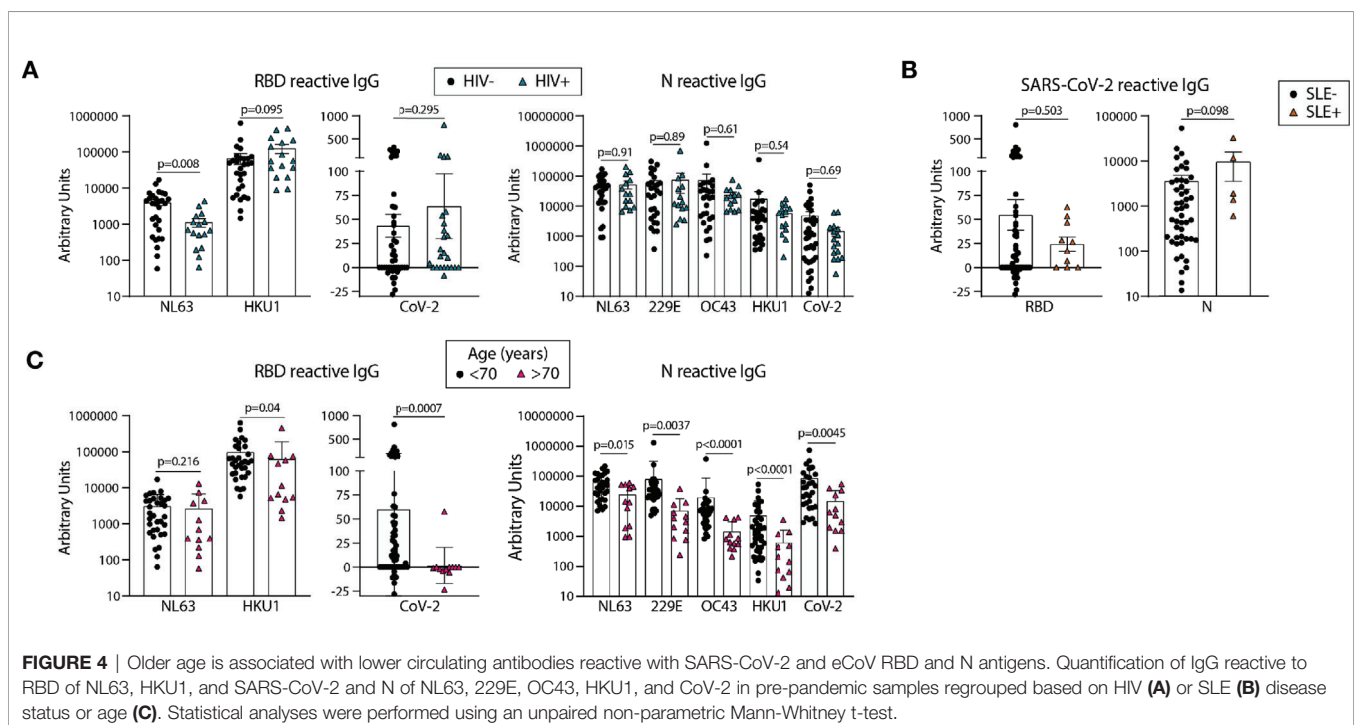 A
RBD reactive IgG
HIV- HIV+
N reactive IgG
Arbitrary Units
1000000
100000
10000
1000
100
10
p=0.008
p=0.095
NL63 HKU1
1000
500
100
75
50
25
0
-25
p=0.295
CoV-2
Arbitrary Units
10000000
1000000
100000
10000
1000
100
10
p=0.91
p=0.89
p=0.61
p=0.54
p=0.69
NL63 229E OC43 HKU1 CoV-2
B
SARS-CoV-2 reactive IgG
SLE-
SLE+
Arbitrary Units
1000
500
100
75
50
25
0
-25
p=0.503
RBD
100000
10000
1000
100
10
p=0.098
N
C
RBD reactive IgG
Age (years)
<70 >70
N reactive IgG
Arbitrary Units
1000000
100000
10000
1000
100
10
p=0.216
p=0.04
NL63 HKU1
1000
500
100
75
50
25
0
-25
p=0.0007
CoV-2
Arbitrary Units
10000000
1000000
100000
10000
1000
100
10
p=0.015
p=0.0037
p<0.0001
p<0.0001
p=0.0045
NL63 229E OC43 HKU1 CoV-2
FIGURE 4 | Older age is associated with lower circulating antibodies reactive with SARS-CoV-2 and eCoV RBD and N antigens. Quantification of IgG reactive to
RBD of NL63, HKU1, and SARS-CoV-2 and N of NL63, 229E, OC43, HKU1, and CoV-2 in pre-pandemic samples regrouped based on HIV (A) or SLE (B) disease
status or age (C). Statistical analyses were performed using an unpaired non-parametric Mann-Whitney t-test.